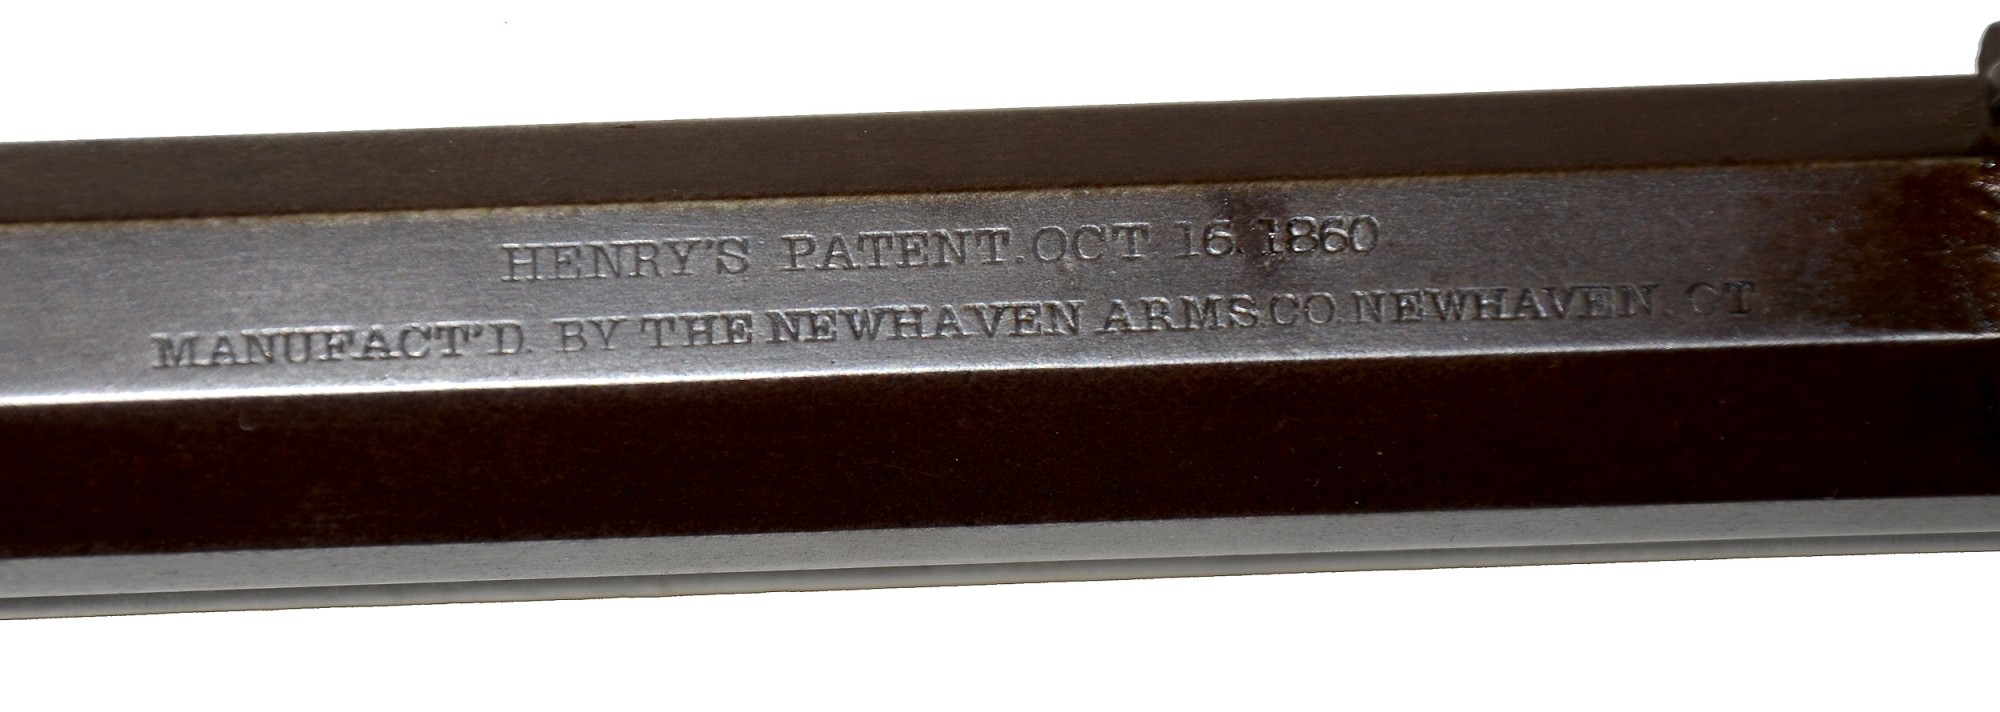 HENRY'S PATENT. OCT 16. 1860
MANUFACT'D. BY THE NEWHAVEN ARMS. CO. NEWHAVEN. CT